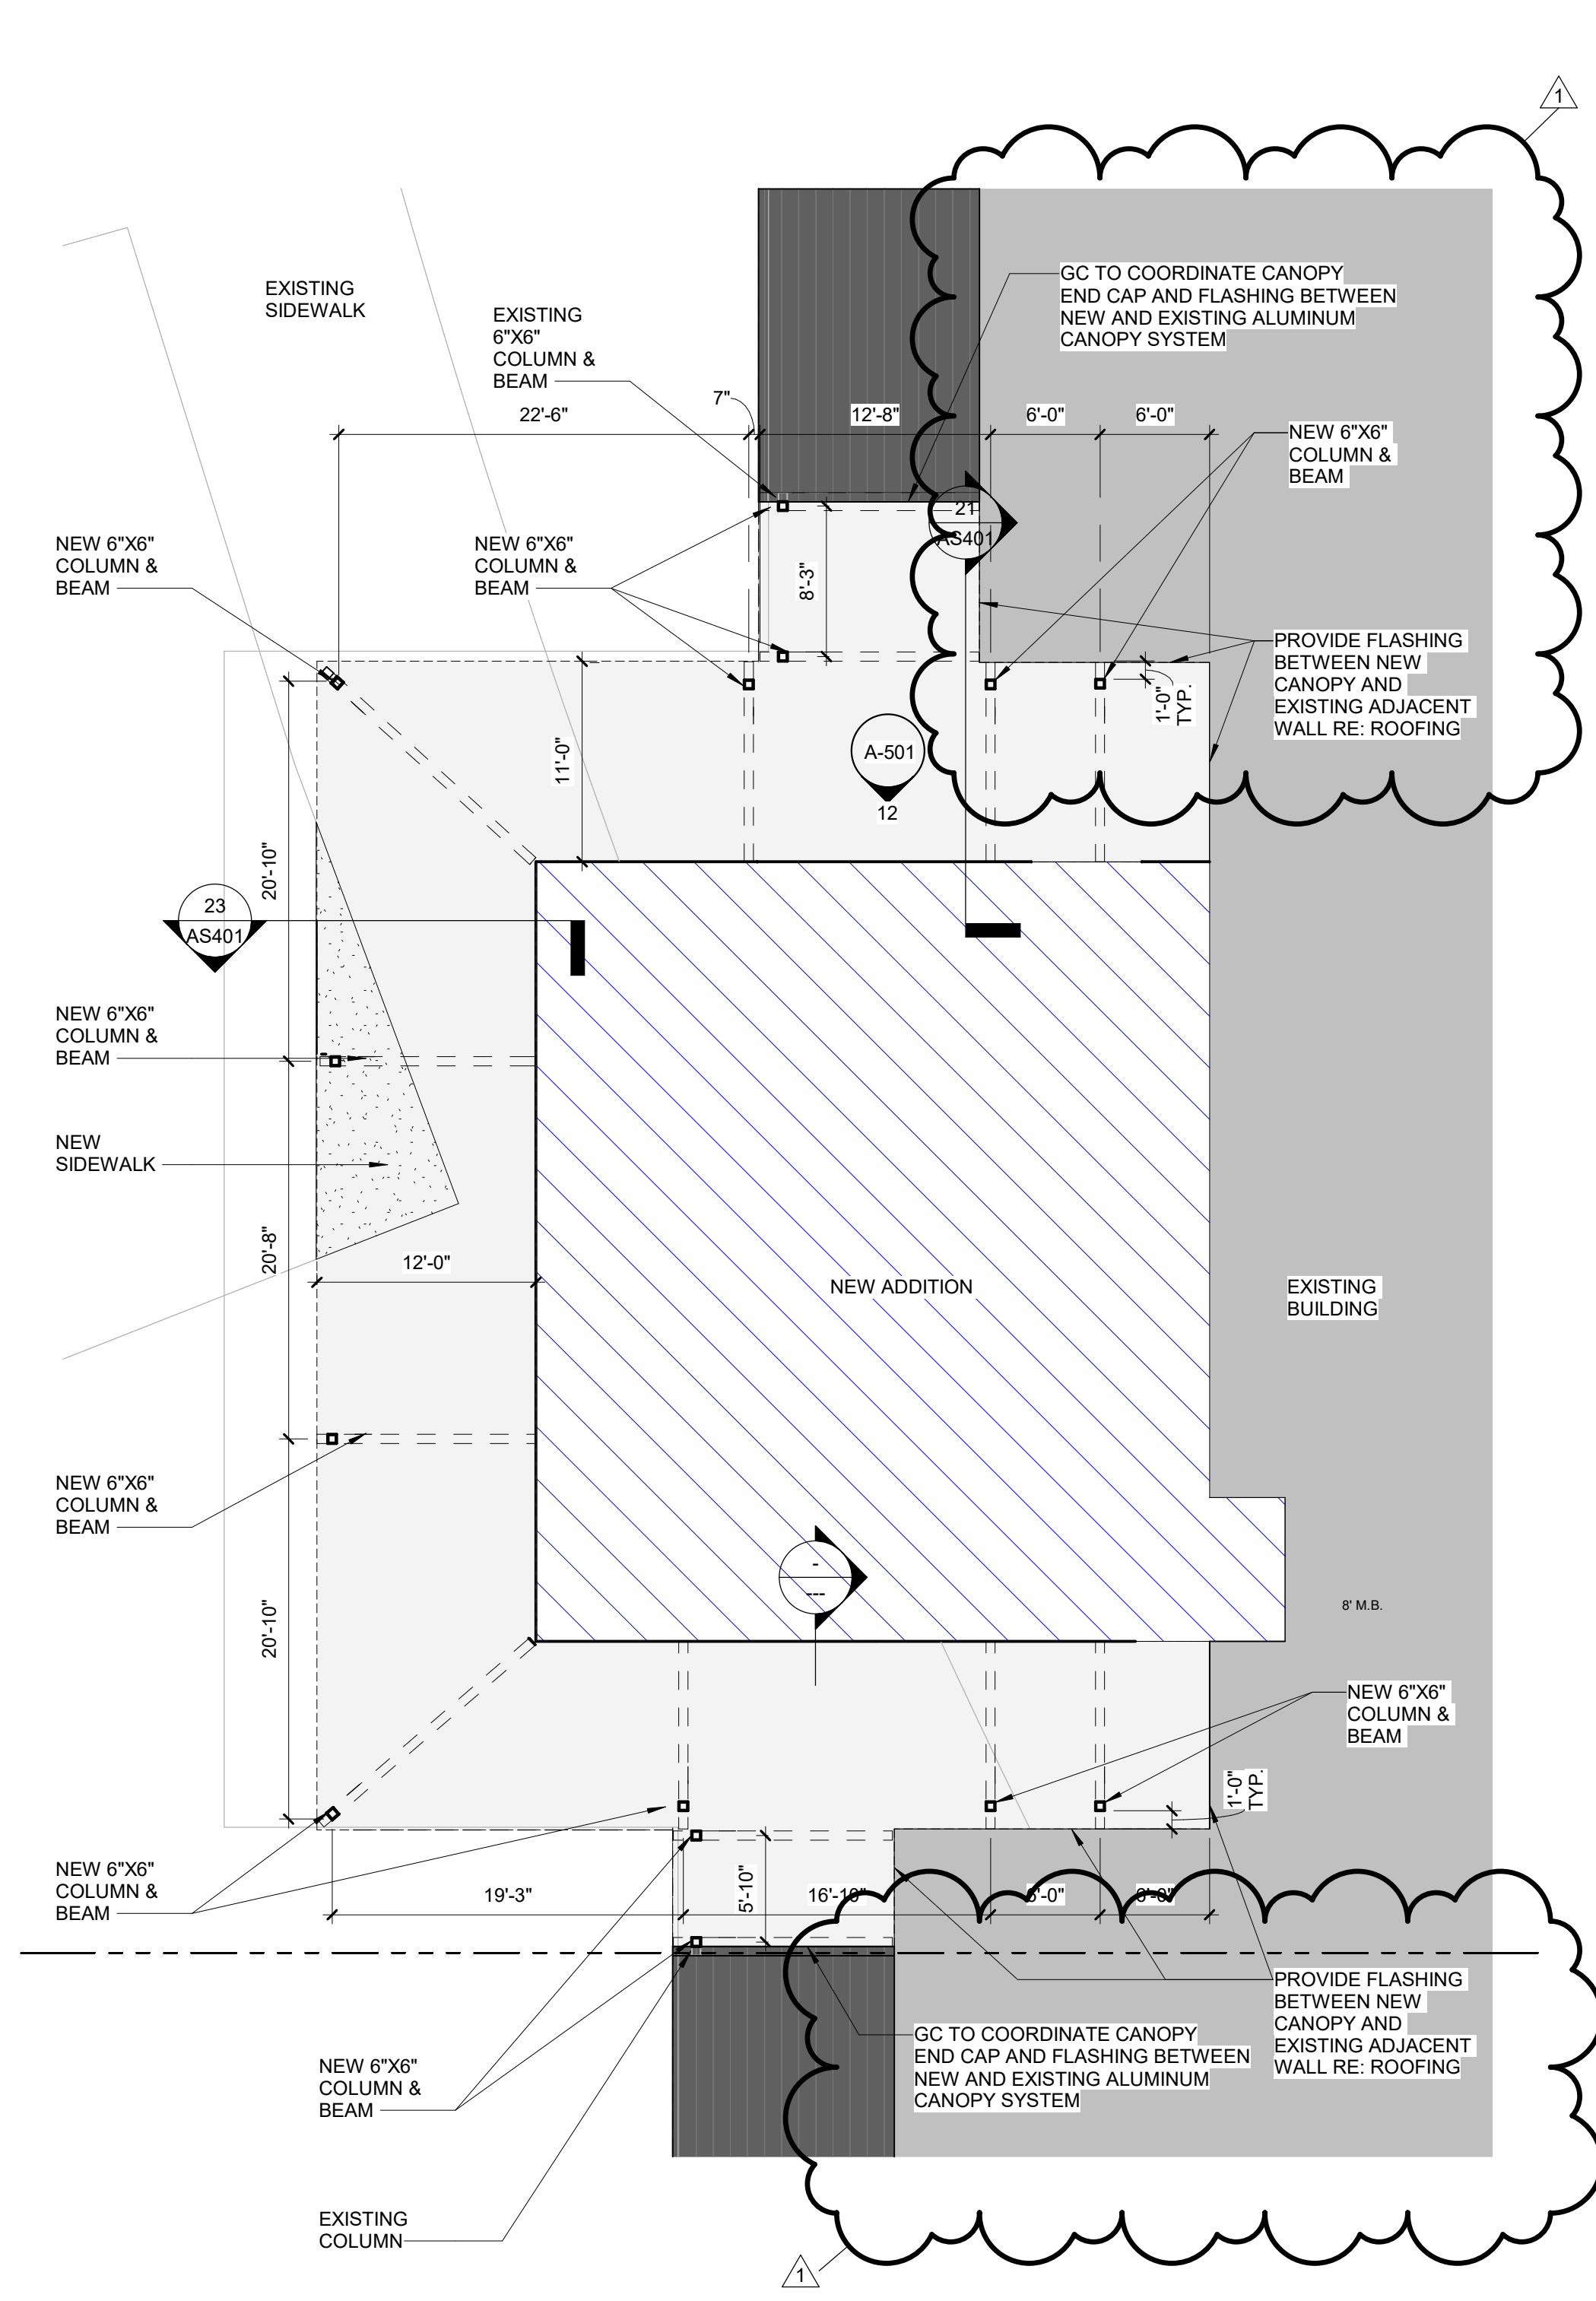 1
EXISTING
SIDEWALK
EXISTING
6"X6"
COLUMN &
BEAM
GC TO COORDINATE CANOPY
END CAP AND FLASHING BETWEEN
NEW AND EXISTING ALUMINUM
CANOPY SYSTEM
22'-6"
7"
12'-8"
6'-0"
6'-0"
NEW 6"X6"
COLUMN &
BEAM
21
AS401
NEW 6"X6"
COLUMN &
BEAM
NEW 6"X6"
COLUMN &
BEAM
8'-3"
PROVIDE FLASHING
BETWEEN NEW
CANOPY AND
EXISTING ADJACENT
WALL RE: ROOFING
1'-0"
TYP.
11'-0"
A-501
12
20'-10"
23
AS401
NEW 6"X6"
COLUMN &
BEAM
NEW
SIDEWALK
20'-8"
12'-0"
NEW ADDITION
EXISTING
BUILDING
NEW 6"X6"
COLUMN &
BEAM
-
---
8' M.B.
20'-10"
NEW 6"X6"
COLUMN &
BEAM
1'-0"
TYP.
NEW 6"X6"
COLUMN &
BEAM
19'-3"
5'-10"
16'-10"
6'-0"
6'-0"
PROVIDE FLASHING
BETWEEN NEW
CANOPY AND
EXISTING ADJACENT
WALL RE: ROOFING
GC TO COORDINATE CANOPY
END CAP AND FLASHING BETWEEN
NEW AND EXISTING ALUMINUM
CANOPY SYSTEM
NEW 6"X6"
COLUMN &
BEAM
EXISTING
COLUMN
1